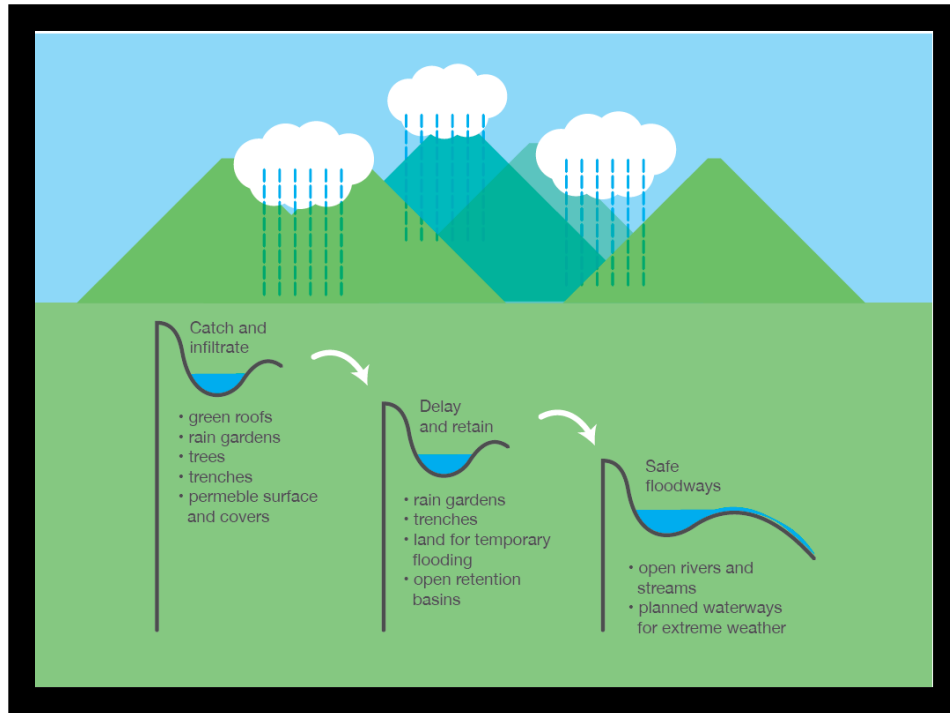 Catch and
infiltrate
• green roofs
• rain gardens
• trees
• trenches
• permeble surface
and covers
Delay
and retain
• rain gardens
• trenches
• land for temporary
flooding
• open retention
basins
Safe
floodways
• open rivers and
streams
• planned waterways
for extreme weather